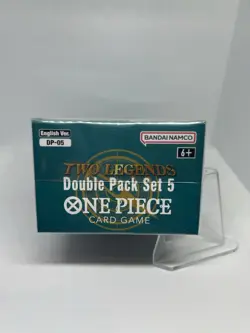 English Ver.
DP-05
BANDAI NAMCO
6+
TWO LEGENDS
Double Pack Set 5
ONE PIECE
CARD GAME